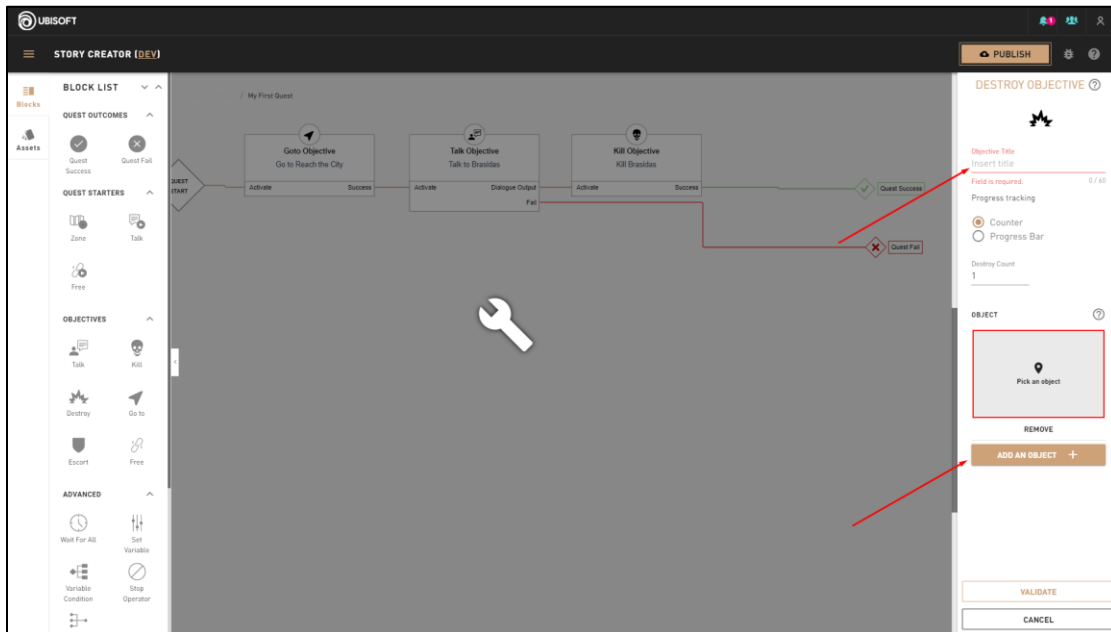 UBISOFT
1
STORY CREATOR (DEV)
PUBLISH
Blocks
Assets
BLOCK LIST
QUEST OUTCOMES
Quest
Success
Quest Fail
QUEST STARTERS
Zone
Talk
Free
OBJECTIVES
Talk
Kill
Destroy
Go to
Escort
Free
ADVANCED
Wait For All
Set
Variable
Variable
Condition
Stop
Operator
/ My First Quest
QUEST
START
Goto Objective
Go to Reach the City
Activate
Success
Talk Objective
Talk to Brasidas
Activate
Dialogue Output
Fail
Kill Objective
Kill Brasidas
Activate
Success
Quest Success
Quest Fail
DESTROY OBJECTIVE
Objective Title
Insert title
Field is required.
0 / 60
Progress tracking
Counter
Progress Bar
Destroy Count
1
OBJECT
Pick an object
REMOVE
ADD AN OBJECT +
VALIDATE
CANCEL